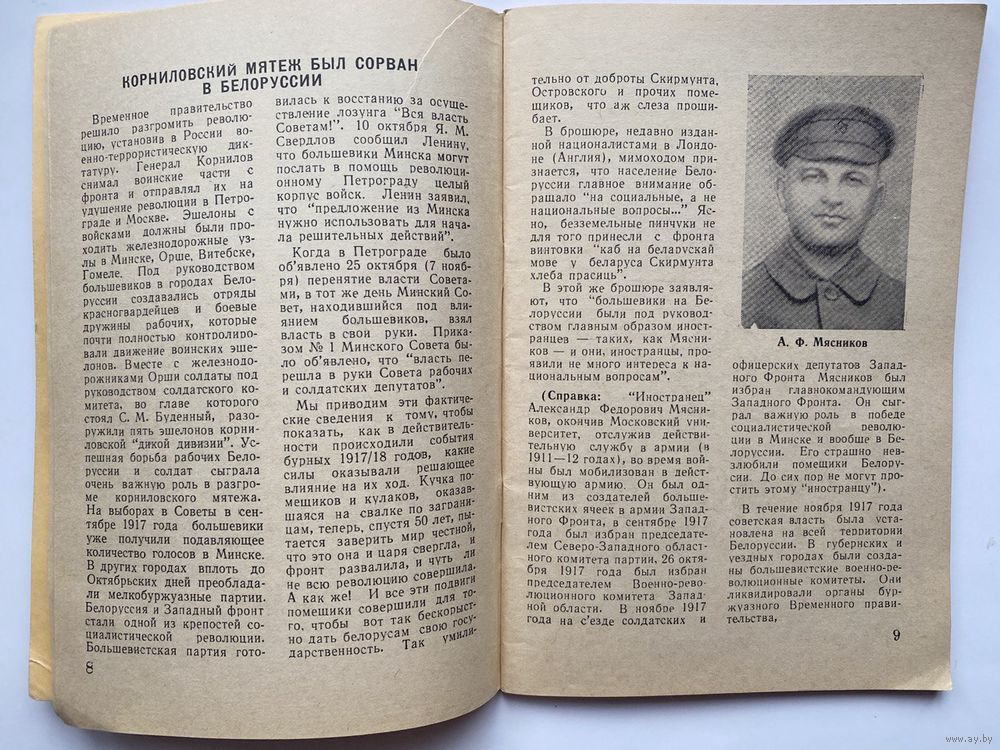 КОРНИЛОВСКИЙ МЯТЕЖ БЫЛ СОРВАН
В БЕЛОРУССИИ
Временное правительство
решило разгромить револю-
цию, установив в России во-
енно-террористическую дик-
татуру. Генерал Корнилов
снимал воинские части с
фронта и отправлял их на
удушение революции в Петро-
граде и Москве. Эшелоны с
войсками должны были про-
ходить железнодорожные уз-
лы в Минске, Орше, Витебске,
Гомеле. Под руководством
большевиков в городах Бело-
руссии создавались отряды
красногвардейцев и боевые
дружины рабочих, которые
почти полностью контролиро-
вали движение воинских эше-
лонов. Вместе с железнодо-
рожниками Орши солдаты под
руководством солдатского ко-
митета, во главе которого
стоял С. М. Буденный, разо-
ружили пять эшелонов корни-
ловской “дикой дивизии”. Ус-
пешная борьба рабочих Бело-
руссии и солдат сыграла
очень важную роль в разгро-
ме корниловского мятежа.
На выборах в Советы в сен-
тябре 1917 года большевики
уже получили подавляющее
количество голосов в Минске.
В других городах вплоть до
Октябрьских дней преоблада-
ли мелкобуржуазные партии.
Белоруссия и Западный фронт
стали одной из крепостей со-
циалистической революции.
Большевистская партия гото-
вилась к восстанию за осуще-
ствление лозунга “Вся власть
Советам!”. 10 октября Я. М.
Свердлов сообщил Ленину,
что большевики Минска могут
послать в помощь революци-
онному Петрограду целый
корпус войск. Ленин заявил,
что “предложение из Минска
нужно использовать для нача-
ла решительных действий”.
Когда в Петрограде было
об’явлено 25 октября (7 нояб-
ря) перенятие власти Совета-
ми, в тот же день Минский Со-
вет, находившийся под вли-
янием большевиков, взял
власть в свои руки. Приказом
№ 1 Минского Совета бы-
ло об’явлено, что “власть пе-
решла в руки Совета рабочих
и солдатских депутатов”.
Мы приводим эти фактиче-
ские сведения к тому, чтобы
показать, как в действитель-
ности происходили события
бурных 1917/18 годов, какие
силы оказывали решающее
влияние на их ход. Кучка по-
мещиков и кулаков, оказав-
шаяся на свалке по заграни-
цам, теперь, спустя 50 лет, пы-
тается заверить мир честной,
что это она и царя свергла, и
фронт развалила, и чуть ли
не всю революцию совершила.
А как же! И все эти подвиги
помещики совершили для то-
го, чтобы вот так бескорыст-
но дать белорусам свою госу-
дарственность. Так умили-
8
тельно от доброты Скирмунта,
Островского и прочих поме-
щиков, что аж слеза проши-
бает.
В брошюре, недавно издан-
ной националистами в Лондо-
не (Англия), мимоходом при-
знается, что население Бело-
руссии главное внимание об-
ращало “на социальные, а не
национальные вопросы...” Яс-
но, безземельные пинчуки не
для того принесли с фронта
винтовки “каб на беларускай
мове у беларуса Скирмунта
хлеба прасиць”.
В этой же брошюре заявля-
ют, что “большевики на Бе-
лоруссии были под руковод-
ством главным образом иност-
ранцев — таких, как Мясни-
ков — и они, иностранцы, про-
явили не много интереса к на-
циональным вопросам”.
(Справка: “Иностранец”
Александр Федорович Мясни-
ков, окончив Московский уни-
верситет, отслужив действи-
тельную службу в армии (в
1911—12 годах), во время вой-
ны был мобилизован в дейст-
вующую армию. Он был од-
ним из создателей больше-
вистских ячеек в армии Запад-
ного Фронта, в сентябре 1917
года был избран председате-
лем Северо-Западного област-
ного комитета партии. 26 ок-
тября 1917 года был избран
председателем Военно-рево-
люционного комитета Запад-
ной области. В ноябре 1917
года на с’езде солдатских и
А. Ф. Мясников
офицерских депутатов Запад-
ного Фронта Мясников был
избран главнокомандующим
Западного Фронта. Он сыг-
рал важную роль в победе
социалистической револю-
ции в Минске и вообще в Бе-
лоруссии. Его страшно нев-
злюбили помещики Белорус-
сии. До сих пор не могут про-
стить этому “иностранцу”).
В течение ноября 1917 года
советская власть была уста-
новлена на всей территории
Белоруссии. В губернских и
уездных городах были созда-
ны большевистские военно-ре-
волюционные комитеты. Они
ликвидировали органы бур-
жуазного Временного прави-
тельства,
9
www.ay.by